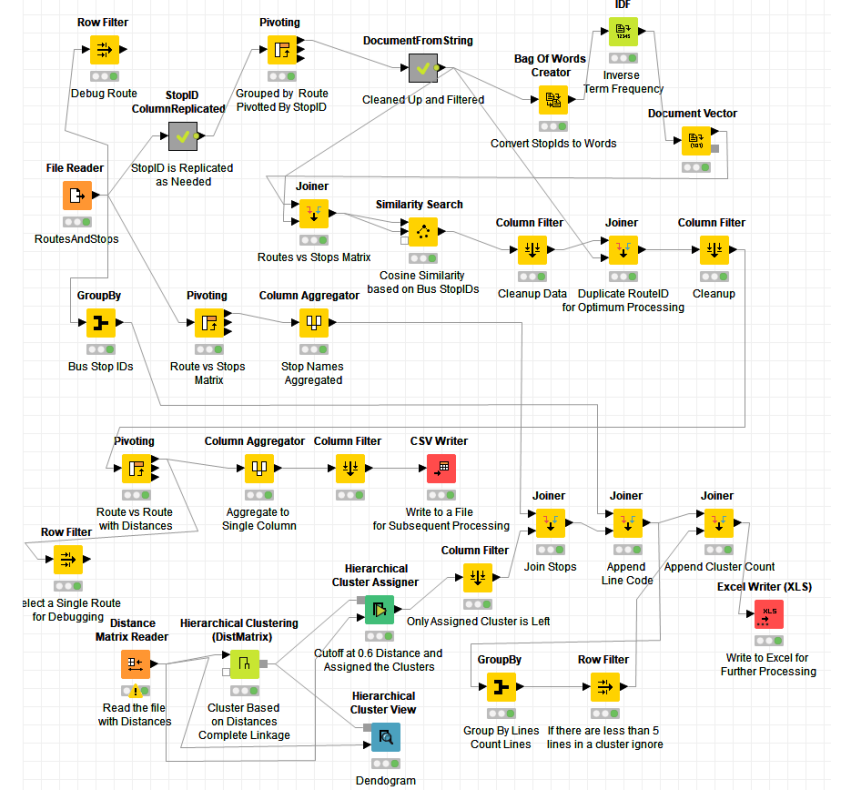 IDF
Row Filter
Pivoting
DocumentFromString
Bag Of Words
Creator
StopID
ColumnReplicated
Debug Route
Grouped by Route
Pivotted By StopID
Cleaned Up and Filtered
Inverse
Term Frequency
Document Vector
Convert StopIds to Words
File Reader
StopID is Replicated
as Needed
Joiner
Similarity Search
Column Filter
Joiner
Column Filter
RoutesAndStops
Routes vs Stops Matrix
Cosine Similarity
based on Bus StopIDs
Cleanup Data
Duplicate RouteID
for Optimum Processing
Cleanup
GroupBy
Pivoting
Column Aggregator
Bus Stop IDs
Route vs Stops
Matrix
Stop Names
Aggregated
Pivoting
Column Aggregator
Column Filter
CSV Writer
Route vs Route
with Distances
Aggregate to
Single Column
Write to a File
for Subsequent Processing
Joiner
Joiner
Joiner
Row Filter
Column Filter
Join Stops
Append
Line Code
Append Cluster Count
Hierarchical
Cluster Assigner
Excel Writer (XLS)
XLS
elect a Single Route
for Debugging
Only Assigned Cluster is Left
Distance
Matrix Reader
Hierarchical Clustering
(DistMatrix)
Cutoff at 0.6 Distance and
Assigned the Clusters
Write to Excel for
Further Processing
GroupBy
Row Filter
Read the file
with Distances
Cluster Based
on Distances
Complete Linkage
Hierarchical
Cluster View
Group By Lines
Count Lines
If there are less than 5
lines in a cluster ignore
Dendogram